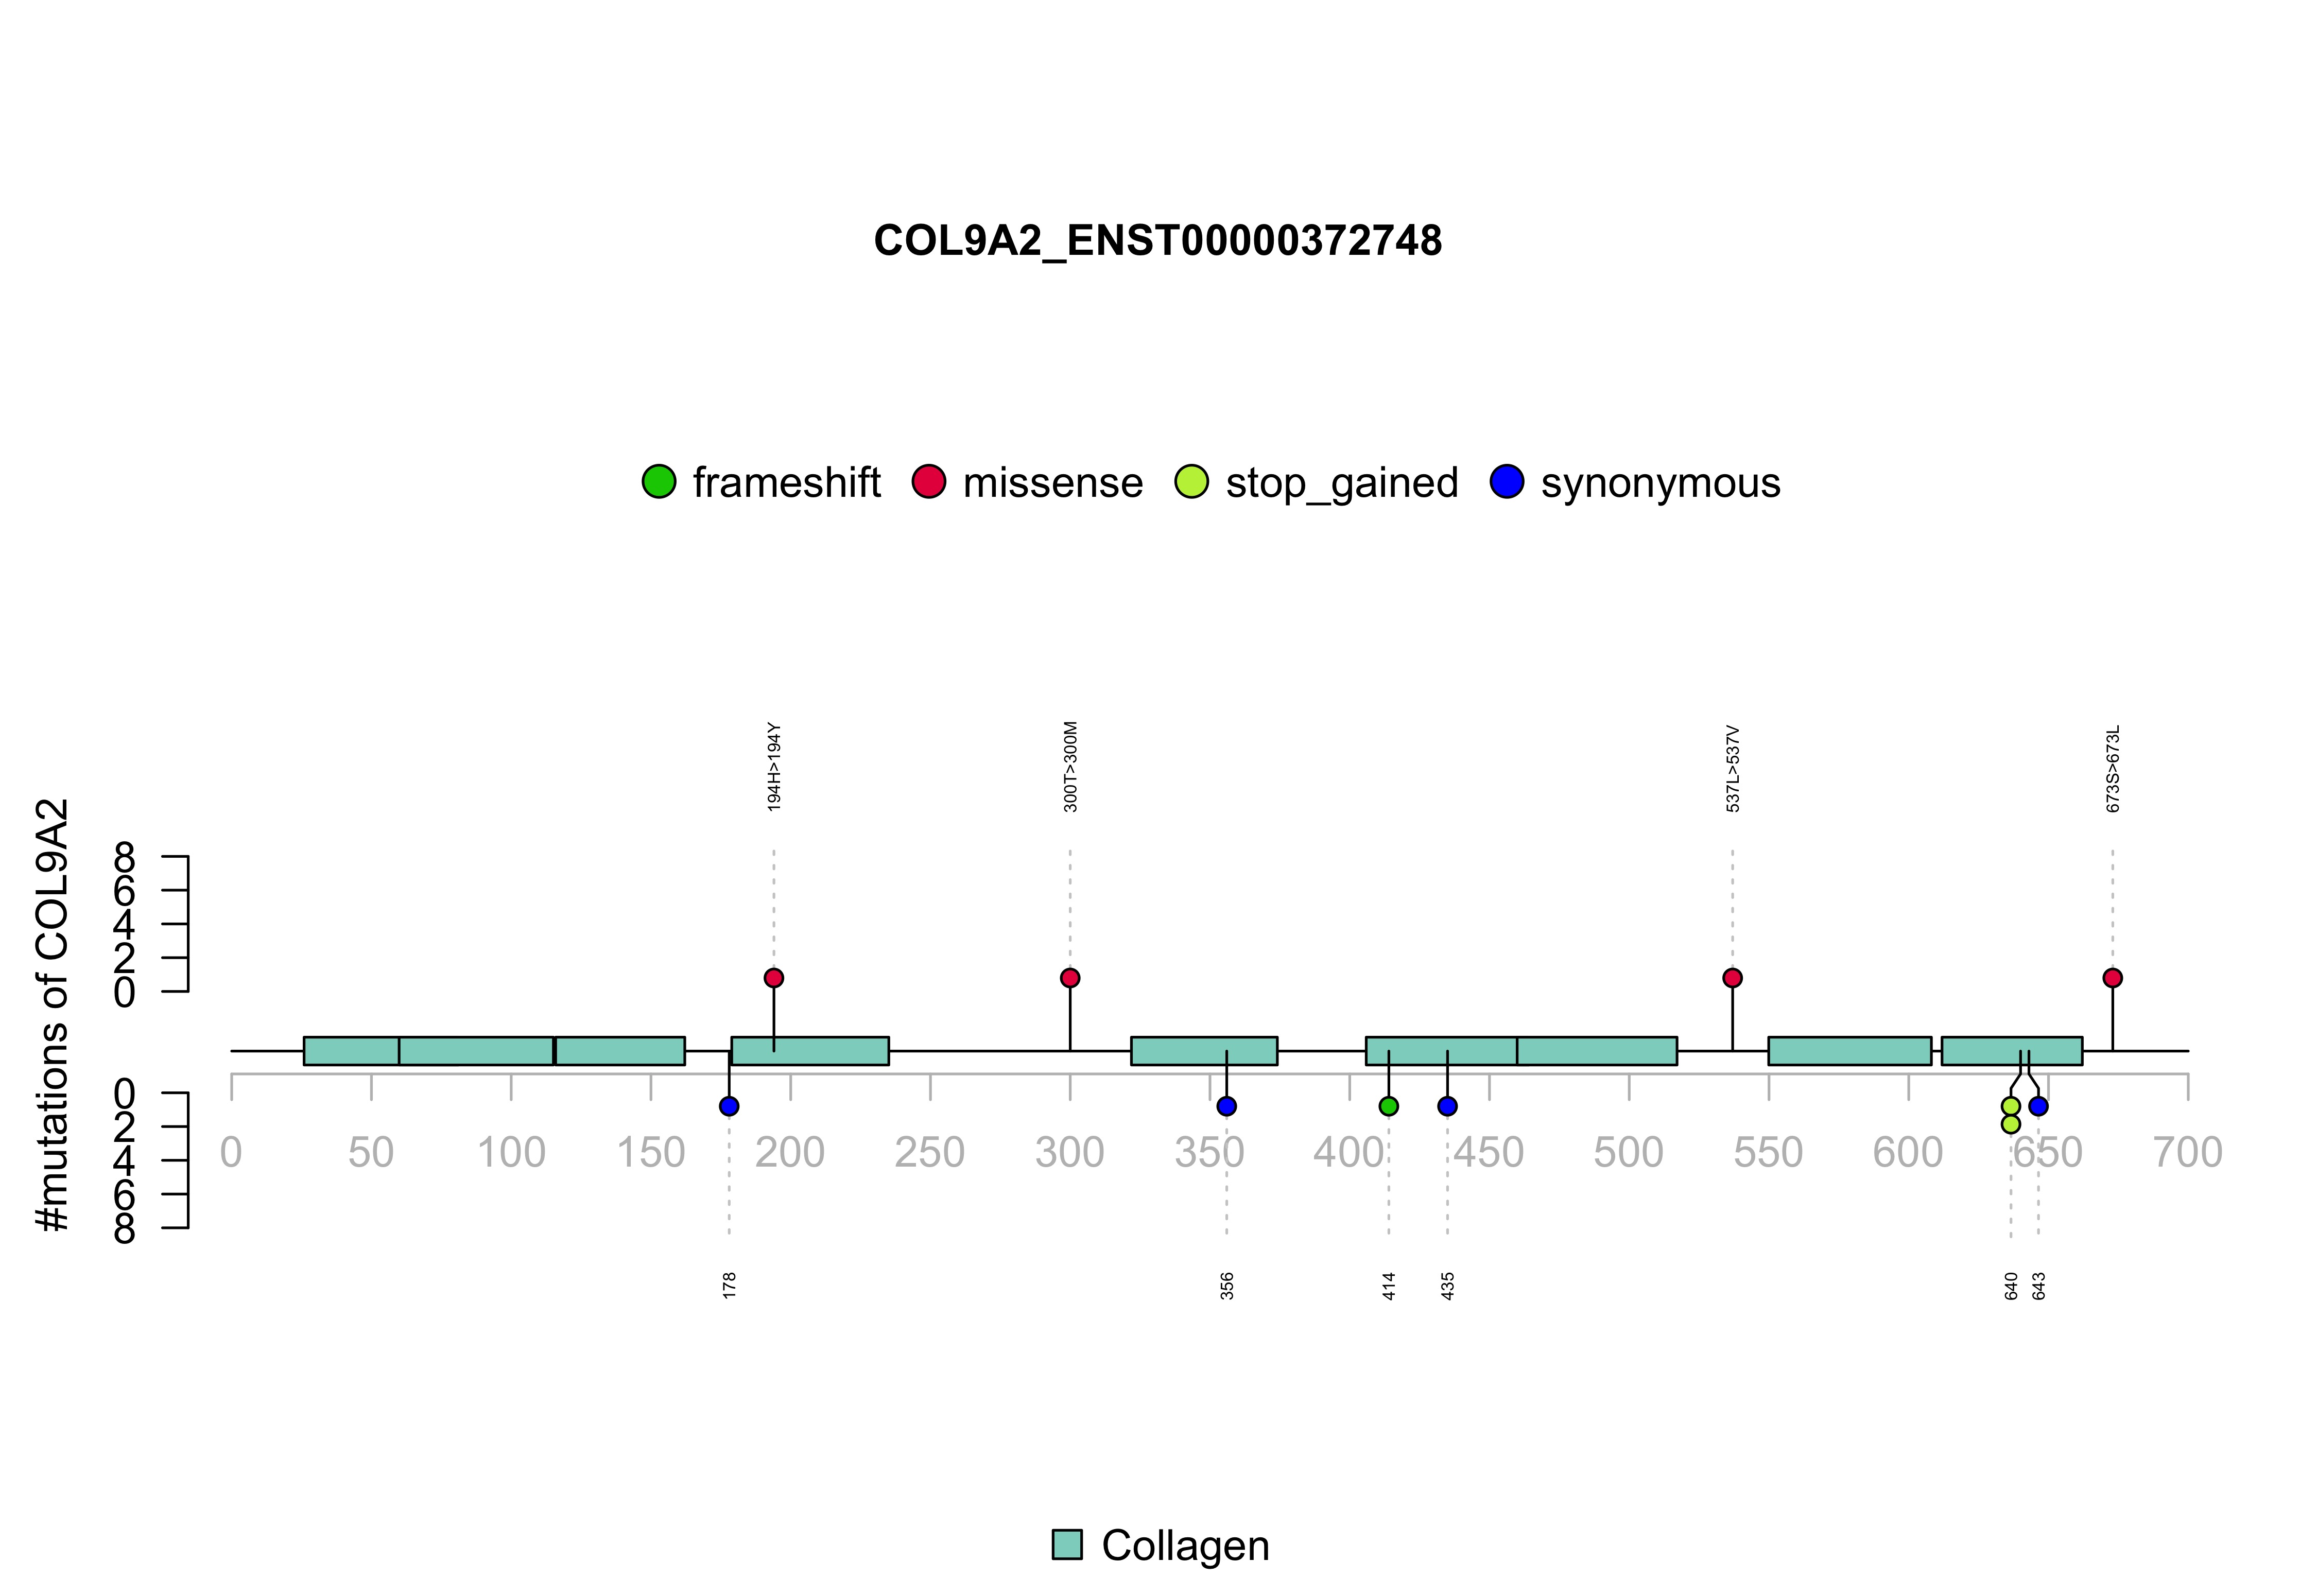 COL9A2_ENST00000372748
frameshift missense stop_gained synonymous
194H>194Y 300T>300M 537L>537V 673S>673L
#mutations of COL9A2
8
6
4
2
0
0
2
4
6
8
0 50 100 150 200 250 300 350 400 450 500 550 600 650 700
178 356 414 435 640 643
Collagen